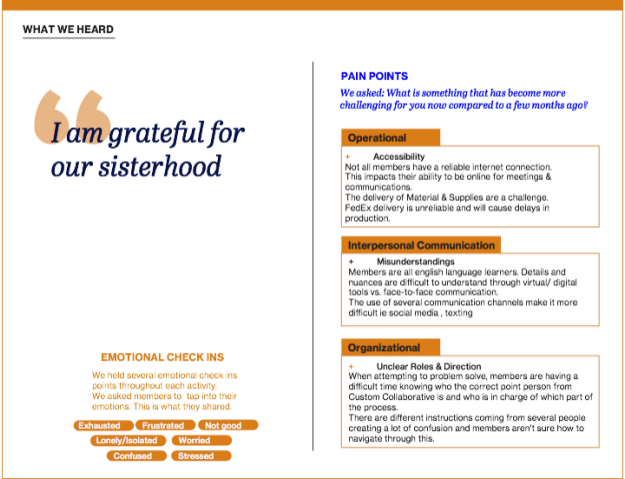 WHAT WE HEARD
I am grateful for
our sisterhood
EMOTIONAL CHECK INS
We held several emotional check ins
points throughout each activity.
We asked members to tap into their
emotions. This is what they shared.
Exhausted Frustrated Not good
Lonely/Isolated Worried
Confused Stressed
PAIN POINTS
We asked: What is something that has become more
challenging for you now compared to a few months ago?
Operational
+ Accessibility
Not all members have a reliable internet connection.
This impacts their ability to be online for meetings &
communications.
The delivery of Material & Supplies are a challenge.
FedEx delivery is unreliable and will cause delays in
production.
Interpersonal Communication
+ Misunderstandings
Members are all english language learners. Details and
nuances are difficult to understand through virtual/ digital
tools vs. face-to-face communication.
The use of several communication channels make it more
difficult ie social media , texting
Organizational
+ Unclear Roles & Direction
When attempting to problem solve, members are having a
difficult time knowing who the correct point person from
Custom Collaborative is and who is in charge of which part of
the process.
There are different instructions coming from several people
creating a lot of confusion and members aren't sure how to
navigate through this.